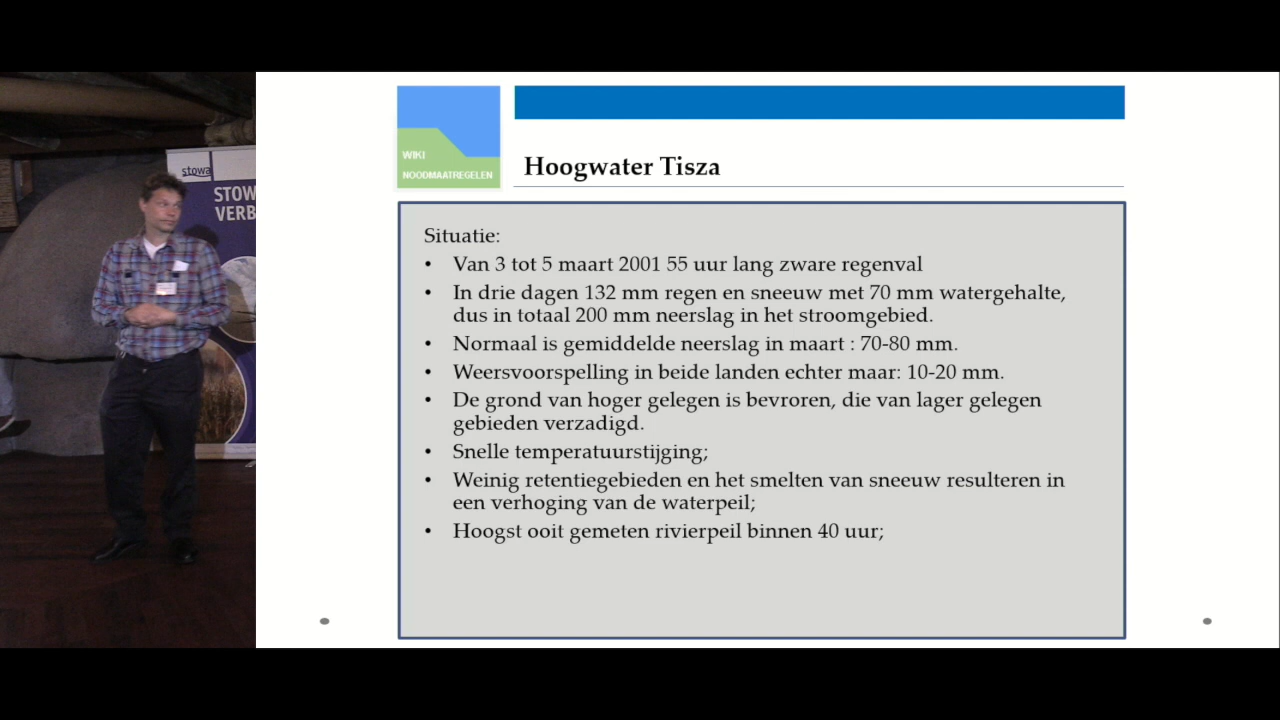 stowa
STOW
VERB
WIKI
NOODMAATREGELEN
Hoogwater Tisza
Situatie:
• Van 3 tot 5 maart 2001 55 uur lang zware regenval
• In drie dagen 132 mm regen en sneeuw met 70 mm watergehalte,
dus in totaal 200 mm neerslag in het stroomgebied.
• Normaal is gemiddelde neerslag in maart : 70-80 mm.
• Weersvoorspelling in beide landen echter maar: 10-20 mm.
• De grond van hoger gelegen is bevroren, die van lager gelegen
gebieden verzadigd.
• Snelle temperatuurstijging;
• Weinig retentiegebieden en het smelten van sneeuw resulteren in
een verhoging van de waterpeil;
• Hoogst ooit gemeten rivierpeil binnen 40 uur;